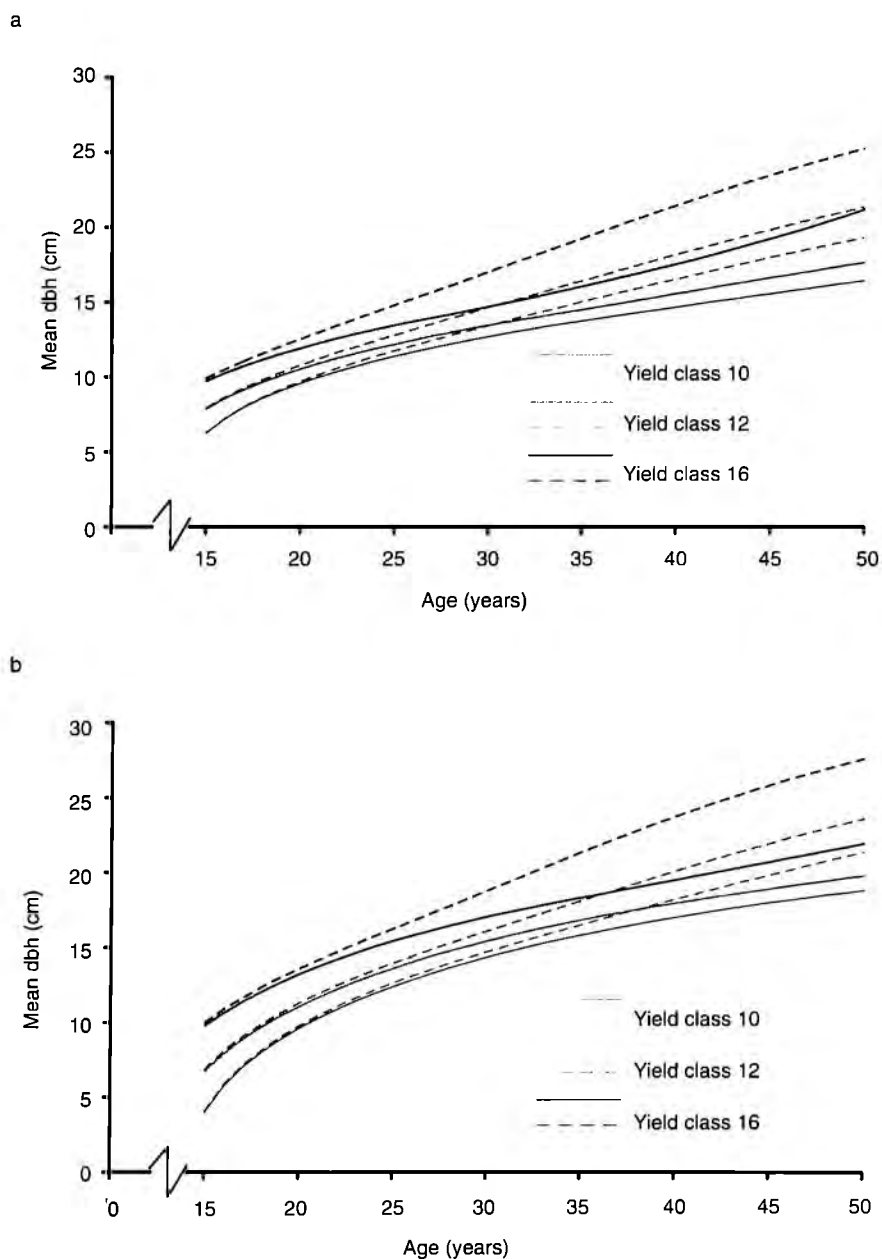 a
30
25
20
15
10
5
0
Mean dbh (cm)
Yield class 10
Yield class 12
Yield class 16
15 20 25 30 35 40 45 50
Age (years)
b
30
25
20
15
10
5
0
Mean dbh (cm)
Yield class 10
Yield class 12
Yield class 16
0 15 20 25 30 35 40 45 50
Age (years)